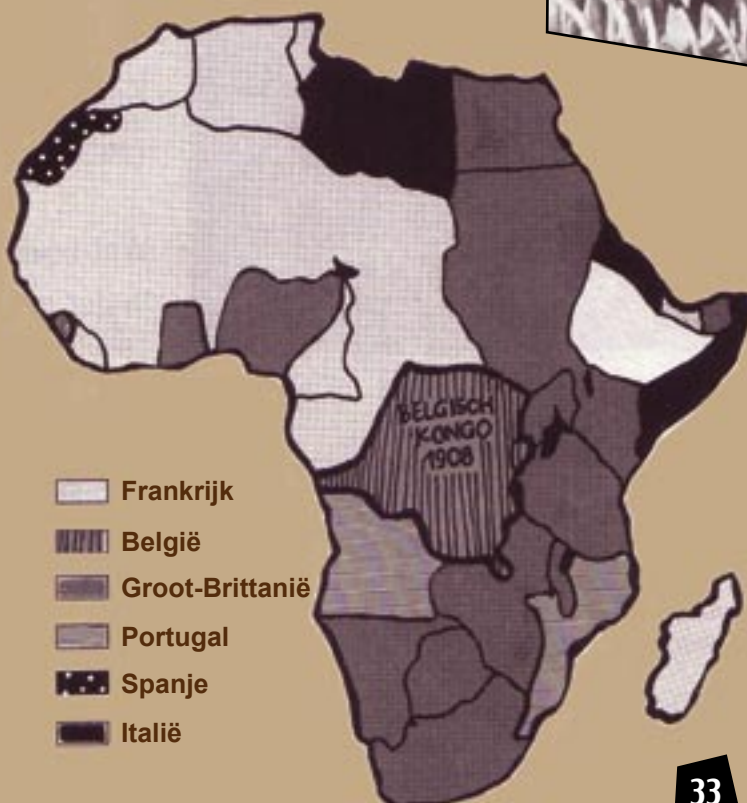 BELGISCH
KONGO
1908
Frankrijk
België
Groot-Brittanië
Portugal
Spanje
Italië
33